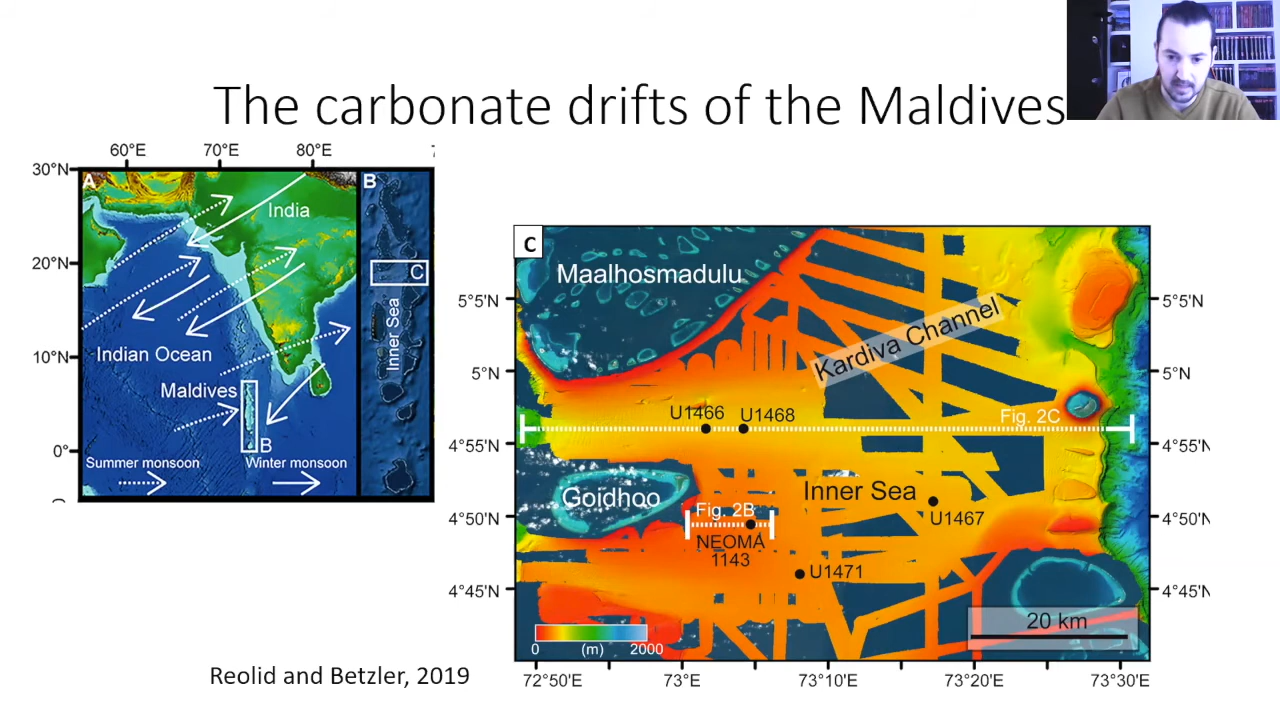 The carbonate drifts of the Maldives
60°E 70°E 80°E
30°N
20°N
10°N
0°
A
India
Indian Ocean
Maldives
B
Summer monsoon
Winter monsoon
B
C
Inner Sea
C
Maalhosmadulu
Kardiva Channel
U1466 U1468
Fig. 2C
Goidhoo
Inner Sea
Fig. 2B
NEOMA
1143
U1467
U1471
20 km
0 (m) 2000
5°5'N
5°N
4°55'N
4°50'N
4°45'N
5°5'N
5°N
4°55'N
4°50'N
4°45'N
72°50'E 73°E 73°10'E 73°20'E 73°30'E
Reolid and Betzler, 2019